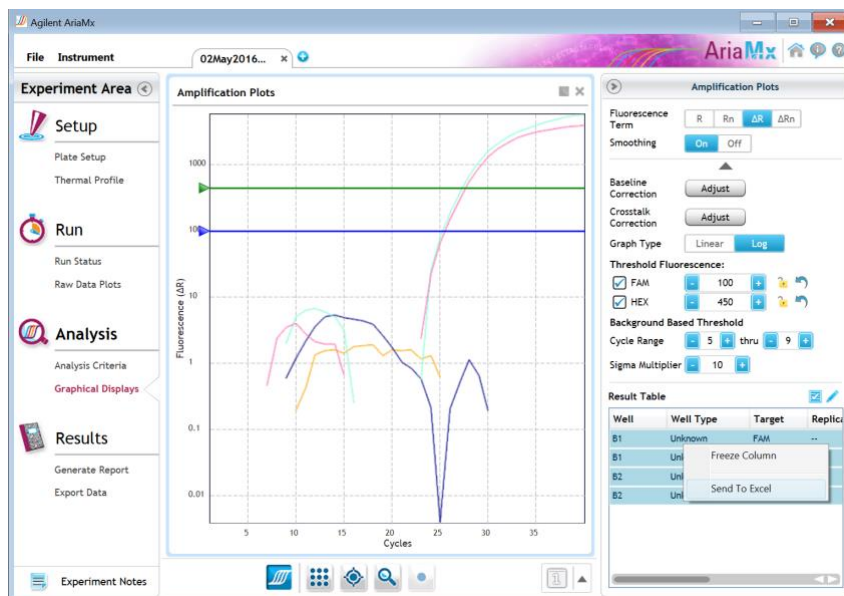 Agilent AriaMx
File Instrument
02May2016...
AriaMx
Experiment Area
Setup
Plate Setup
Thermal Profile
Run
Run Status
Raw Data Plots
Analysis
Analysis Criteria
Graphical Displays
Results
Generate Report
Export Data
Experiment Notes
Amplification Plots
Fluorescence (ΔR)
1000
100
10
1
0.1
0.01
5 10 15 20 25 30 35
Cycles
Amplification Plots
Fluorescence Term R Rn ΔR ΔRn
Smoothing On Off
Baseline Correction Adjust
Crosstalk Correction Adjust
Graph Type Linear Log
Threshold Fluorescence:
FAM - 100 +
HEX - 450 +
Background Based Threshold
Cycle Range - 5 + thru - 9 +
Sigma Multiplier - 10 +
Result Table
Well Well Type Target Replica
B1 Unknown FAM --
B1 Unk
B2 Unk
B2 Unk
Freeze Column
Send To Excel